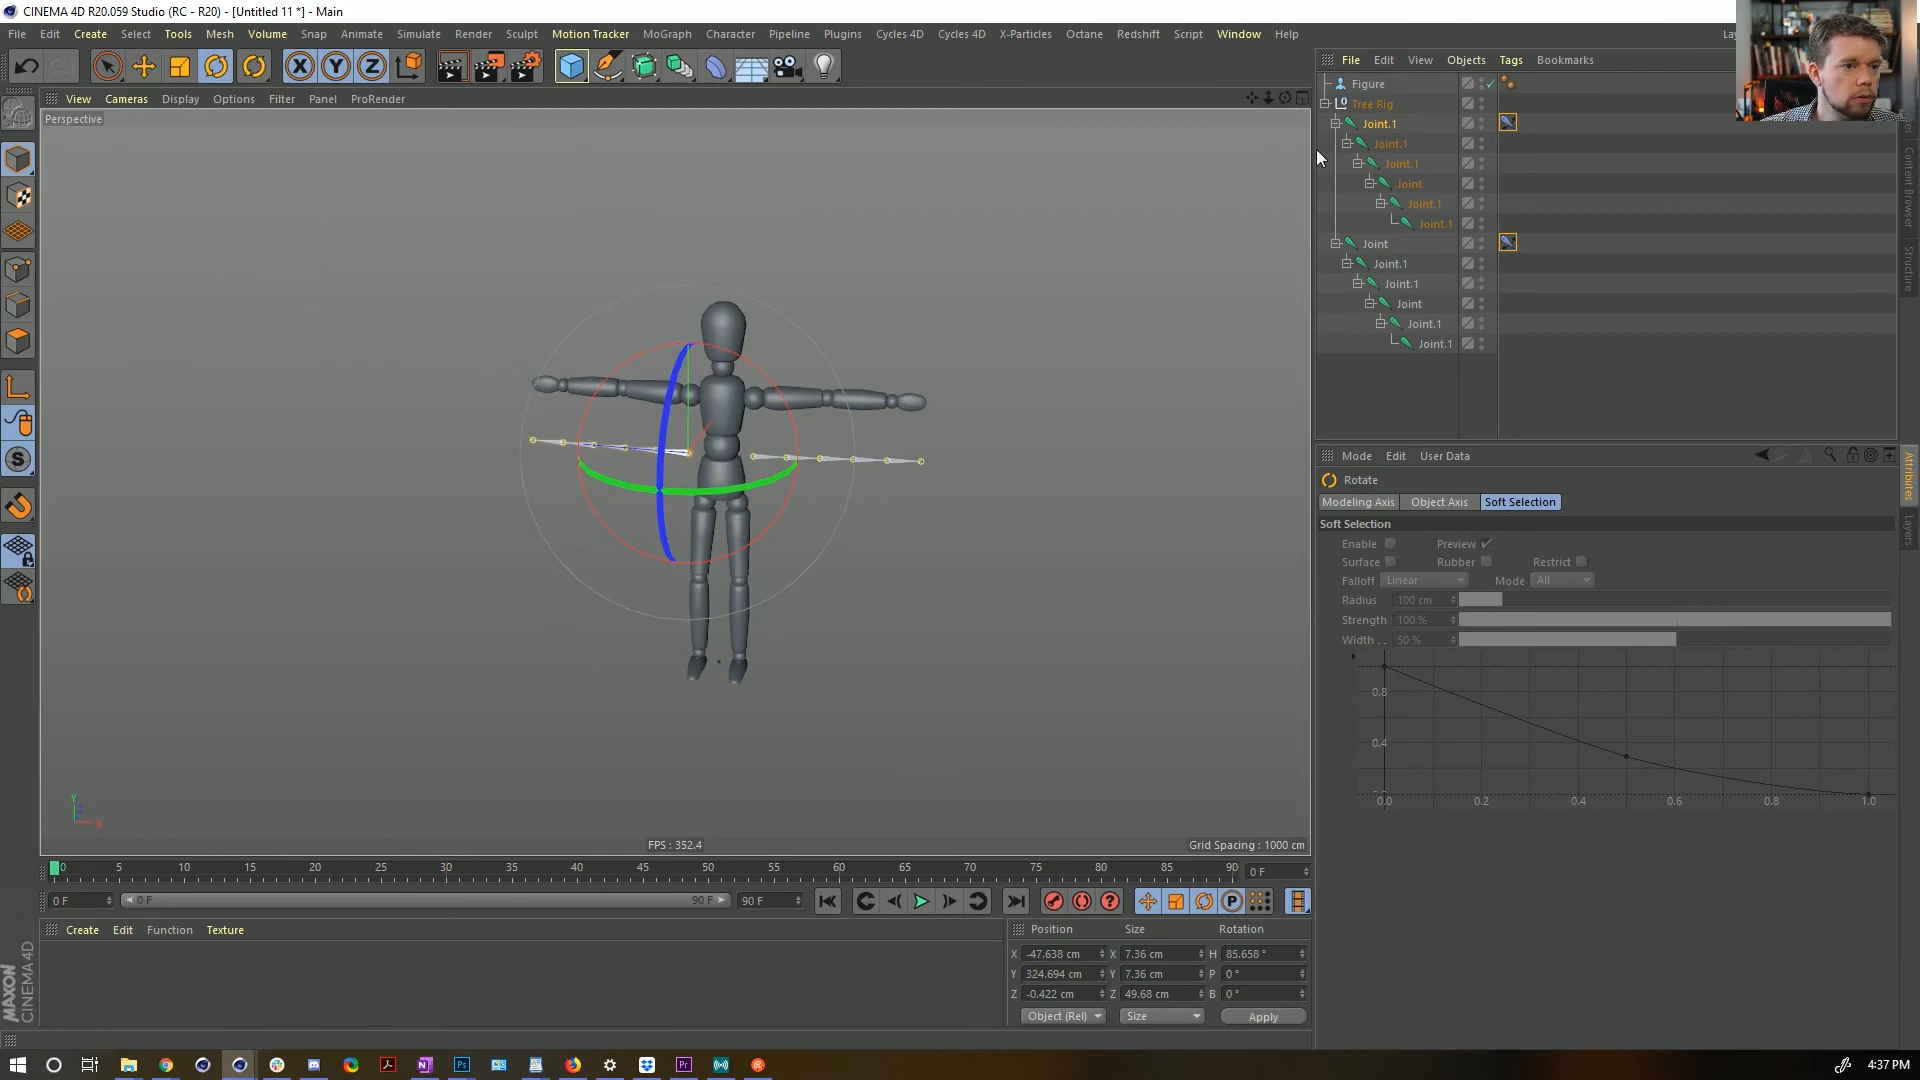 CINEMA 4D R20.059 Studio (RC - R20) - [Untitled 11 *] - Main
File Edit Create Select Tools Mesh Volume Snap Animate Simulate Render Sculpt Motion Tracker MoGraph Character Pipeline Plugins Cycles 4D Cycles 4D X-Particles Octane Redshift Script Window Help
File Edit View Objects Tags Bookmarks
View Cameras Display Options Filter Panel ProRender
Perspective
Figure
Tree Rig
Joint.1
Joint.1
Joint.1
Joint
Joint.1
Joint.1
Joint
Joint.1
Joint.1
Joint
Joint.1
Joint.1
Content Browser
Structure
Mode Edit User Data
Rotate
Modeling Axis Object Axis Soft Selection
Soft Selection
Enable Preview
Surface Rubber Restrict
Falloff Linear Mode All
Radius 100 cm
Strength 100 %
Width . . 50 %
0.8
0.4
0.0 0.2 0.4 0.6 0.8 1.0
Attributes
Layers
Y
Z
X
FPS : 352.4
Grid Spacing : 1000 cm
0 5 10 15 20 25 30 35 40 45 50 55 60 65 70 75 80 85 90 0 F
0 F 0 F 90 F 90 F
Create Edit Function Texture
Position Size Rotation
X -47.638 cm X 7.36 cm H 85.658 °
Y 324.694 cm Y 7.36 cm P 0 °
Z -0.422 cm Z 49.68 cm B 0 °
Object (Rel) Size Apply
MAXON
CINEMA 4D
4:37 PM